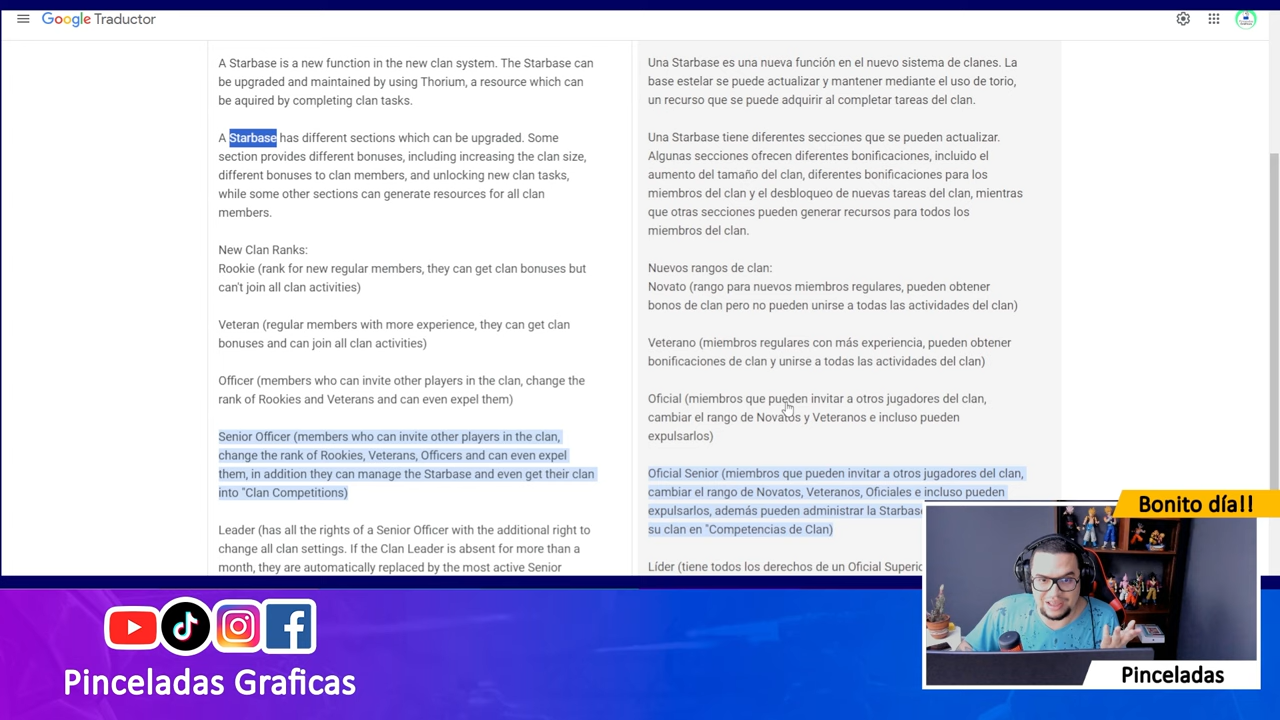 Google Traductor
A Starbase is a new function in the new clan system. The Starbase can
be upgraded and maintained by using Thorium, a resource which can
be aquired by completing clan tasks.
A Starbase has different sections which can be upgraded. Some
section provides different bonuses, including increasing the clan size,
different bonuses to clan members, and unlocking new clan tasks,
while some other sections can generate resources for all clan
members.
New Clan Ranks:
Rookie (rank for new regular members, they can get clan bonuses but
can't join all clan activities)
Veteran (regular members with more experience, they can get clan
bonuses and can join all clan activities)
Officer (members who can invite other players in the clan, change the
rank of Rookies and Veterans and can even expel them)
Senior Officer (members who can invite other players in the clan,
change the rank of Rookies, Veterans, Officers and can even expel
them, in addition they can manage the Starbase and even get their clan
into "Clan Competitions)
Leader (has all the rights of a Senior Officer with the additional right to
change all clan settings. If the Clan Leader is absent for more than a
month, they are automatically replaced by the most active Senior
Una Starbase es una nueva función en el nuevo sistema de clanes. La
base estelar se puede actualizar y mantener mediante el uso de torio,
un recurso que se puede adquirir al completar tareas del clan.
Una Starbase tiene diferentes secciones que se pueden actualizar.
Algunas secciones ofrecen diferentes bonificaciones, incluido el
aumento del tamaño del clan, diferentes bonificaciones para los
miembros del clan y el desbloqueo de nuevas tareas del clan, mientras
que otras secciones pueden generar recursos para todos los
miembros del clan.
Nuevos rangos de clan:
Novato (rango para nuevos miembros regulares, pueden obtener
bonos de clan pero no pueden unirse a todas las actividades del clan)
Veterano (miembros regulares con más experiencia, pueden obtener
bonificaciones de clan y unirse a todas las actividades del clan)
Oficial (miembros que pueden invitar a otros jugadores del clan,
cambiar el rango de Novatos y Veteranos e incluso pueden
expulsarlos)
Oficial Senior (miembros que pueden invitar a otros jugadores del clan,
cambiar el rango de Novatos, Veteranos, Oficiales e incluso pueden
expulsarlos, además pueden administrar la Starbase
su clan en "Competencias de Clan)
Líder (tiene todos los derechos de un Oficial Superio
Bonito día!!
Pinceladas
Pinceladas Graficas